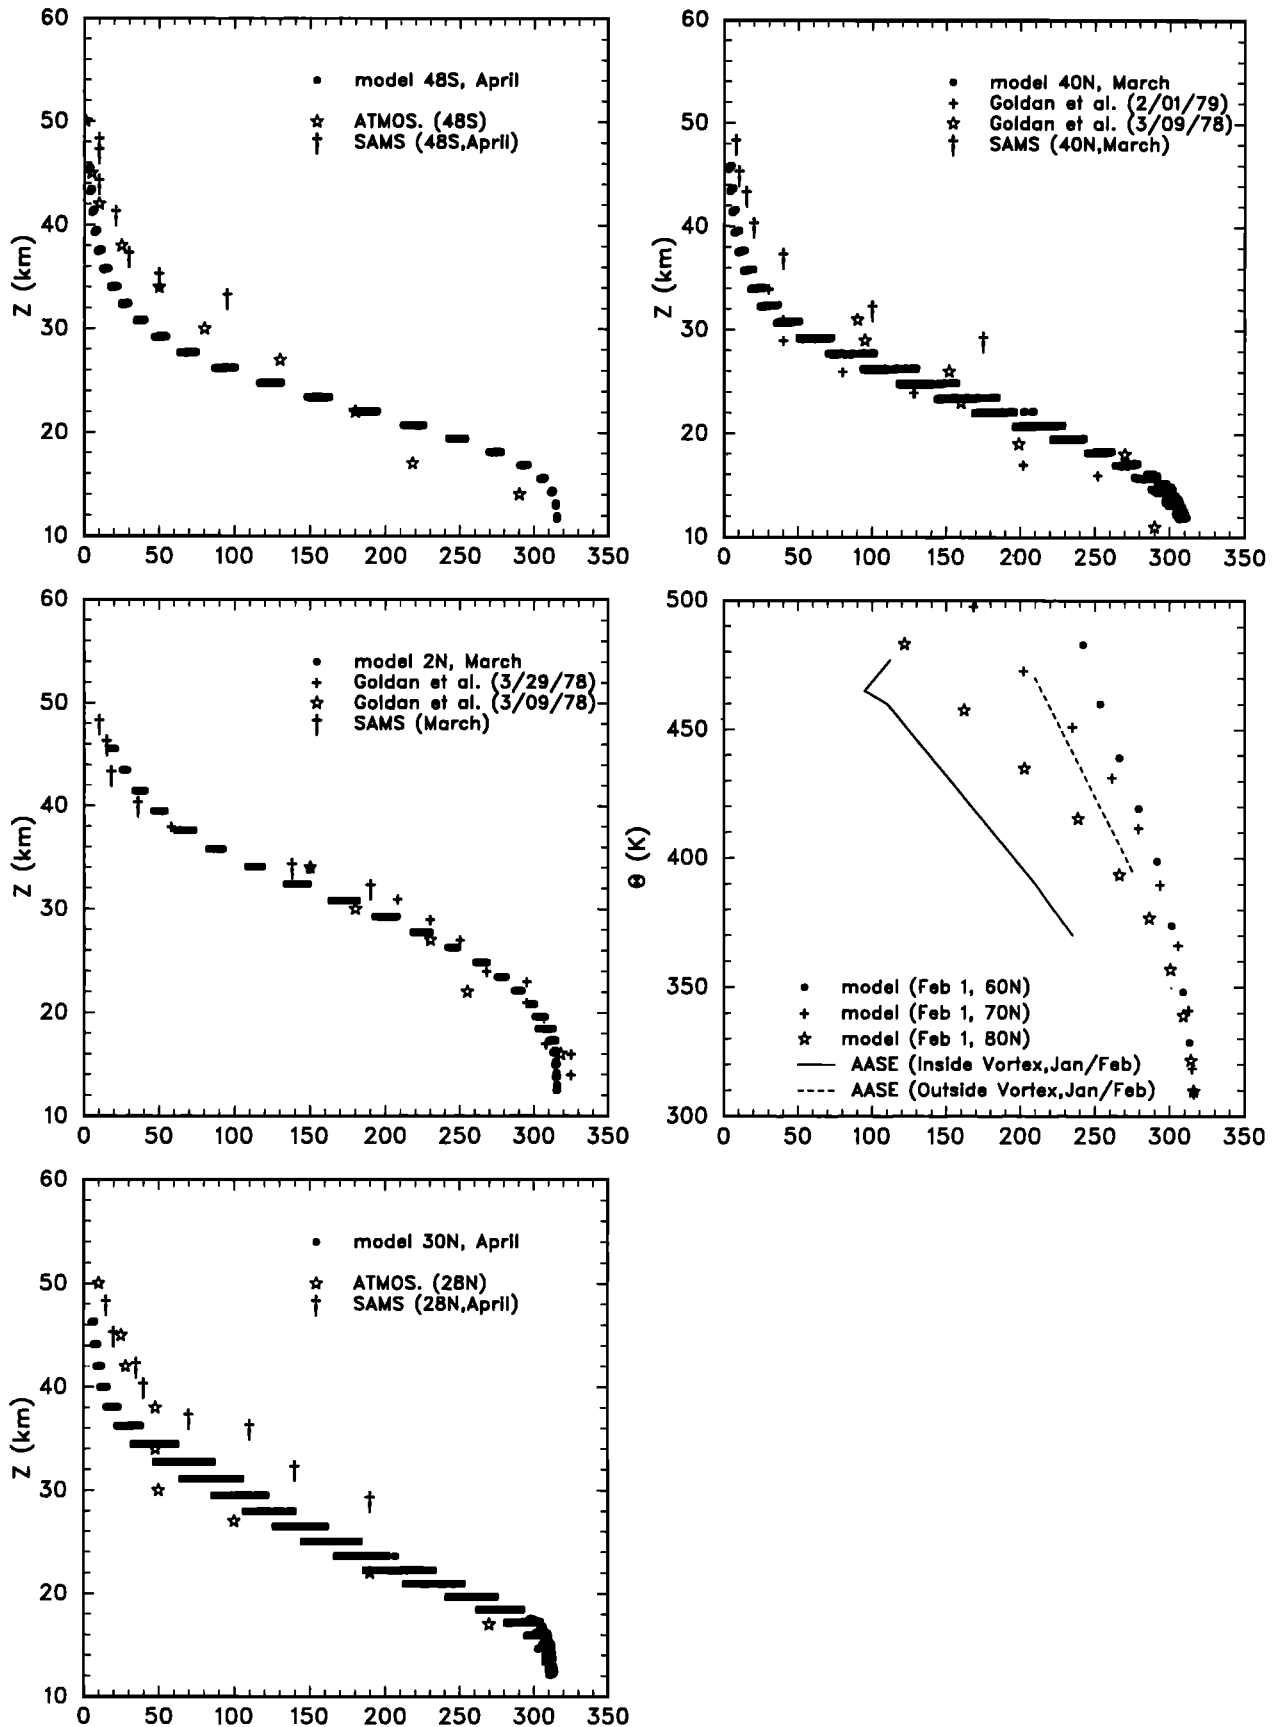 60
50
40
30
20
10
Z (km)
0 50 100 150 200 250 300 350
model 48S, April
ATMOS. (48S)
SAMS (48S,April)
60
50
40
30
20
10
Z (km)
0 50 100 150 200 250 300 350
model 40N, March
Goldan et al. (2/01/79)
Goldan et al. (3/09/78)
SAMS (40N,March)
60
50
40
30
20
10
Z (km)
0 50 100 150 200 250 300 350
model 2N, March
Goldan et al. (3/29/78)
Goldan et al. (3/09/78)
SAMS (March)
500
450
400
350
300
Θ (K)
0 50 100 150 200 250 300 350
model (Feb 1, 60N)
model (Feb 1, 70N)
model (Feb 1, 80N)
AASE (Inside Vortex,Jan/Feb)
AASE (Outside Vortex,Jan/Feb)
60
50
40
30
20
10
Z (km)
0 50 100 150 200 250 300 350
model 30N, April
ATMOS. (28N)
SAMS (28N,April)